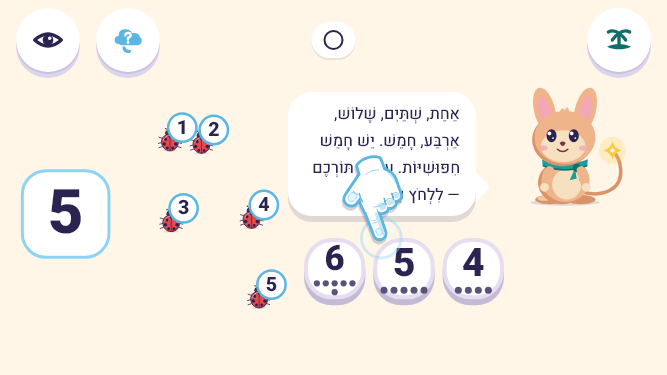 ?
אַחַת, שְׁתַּיִם, שָׁלוֹשׁ,
אַרְבַּע, חָמֵשׁ. יֵשׁ חָמֵשׁ
חִפּוּשִׁיּוֹת. תּוֹרְכֶם
לִלְחֹץ —
1 2
3 4
5
5
6 5 4